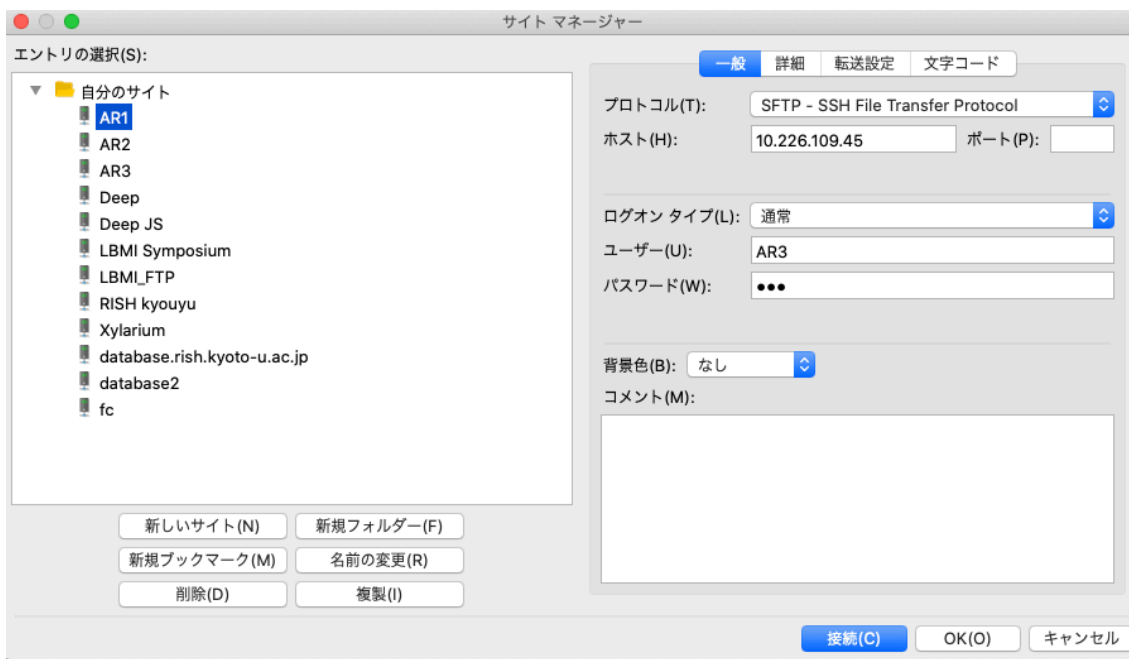 サイト マネージャー
エントリの選択(S):
自分のサイト
AR1
AR2
AR3
Deep
Deep JS
LBMI Symposium
LBMI_FTP
RISH kyouyu
Xylarium
database.rish.kyoto-u.ac.jp
database2
fc
新しいサイト(N) 新規フォルダー(F)
新規ブックマーク(M) 名前の変更(R)
削除(D) 複製(I)
一般 詳細 転送設定 文字コード
プロトコル(T): SFTP - SSH File Transfer Protocol
ホスト(H): 10.226.109.45 ポート(P):
ログオン タイプ(L): 通常
ユーザー(U): AR3
パスワード(W): ●●●
背景色(B): なし
コメント(M):
接続(C) OK(O) キャンセル